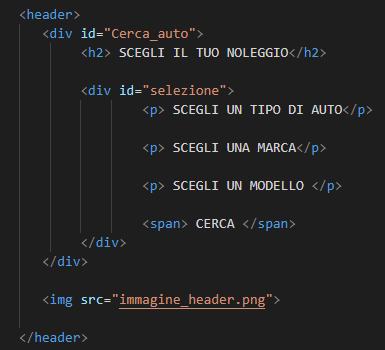 <header>
<div id="Cerca_auto">
<h2> SCEGLI IL TUO NOLEGGIO</h2>
<div id="selezione">
<p> SCEGLI UN TIPO DI AUTO</p>
<p> SCEGLI UNA MARCA</p>
<p> SCEGLI UN MODELLO </p>
<span> CERCA </span>
</div>
</div>
<img src="immagine_header.png">
</header>